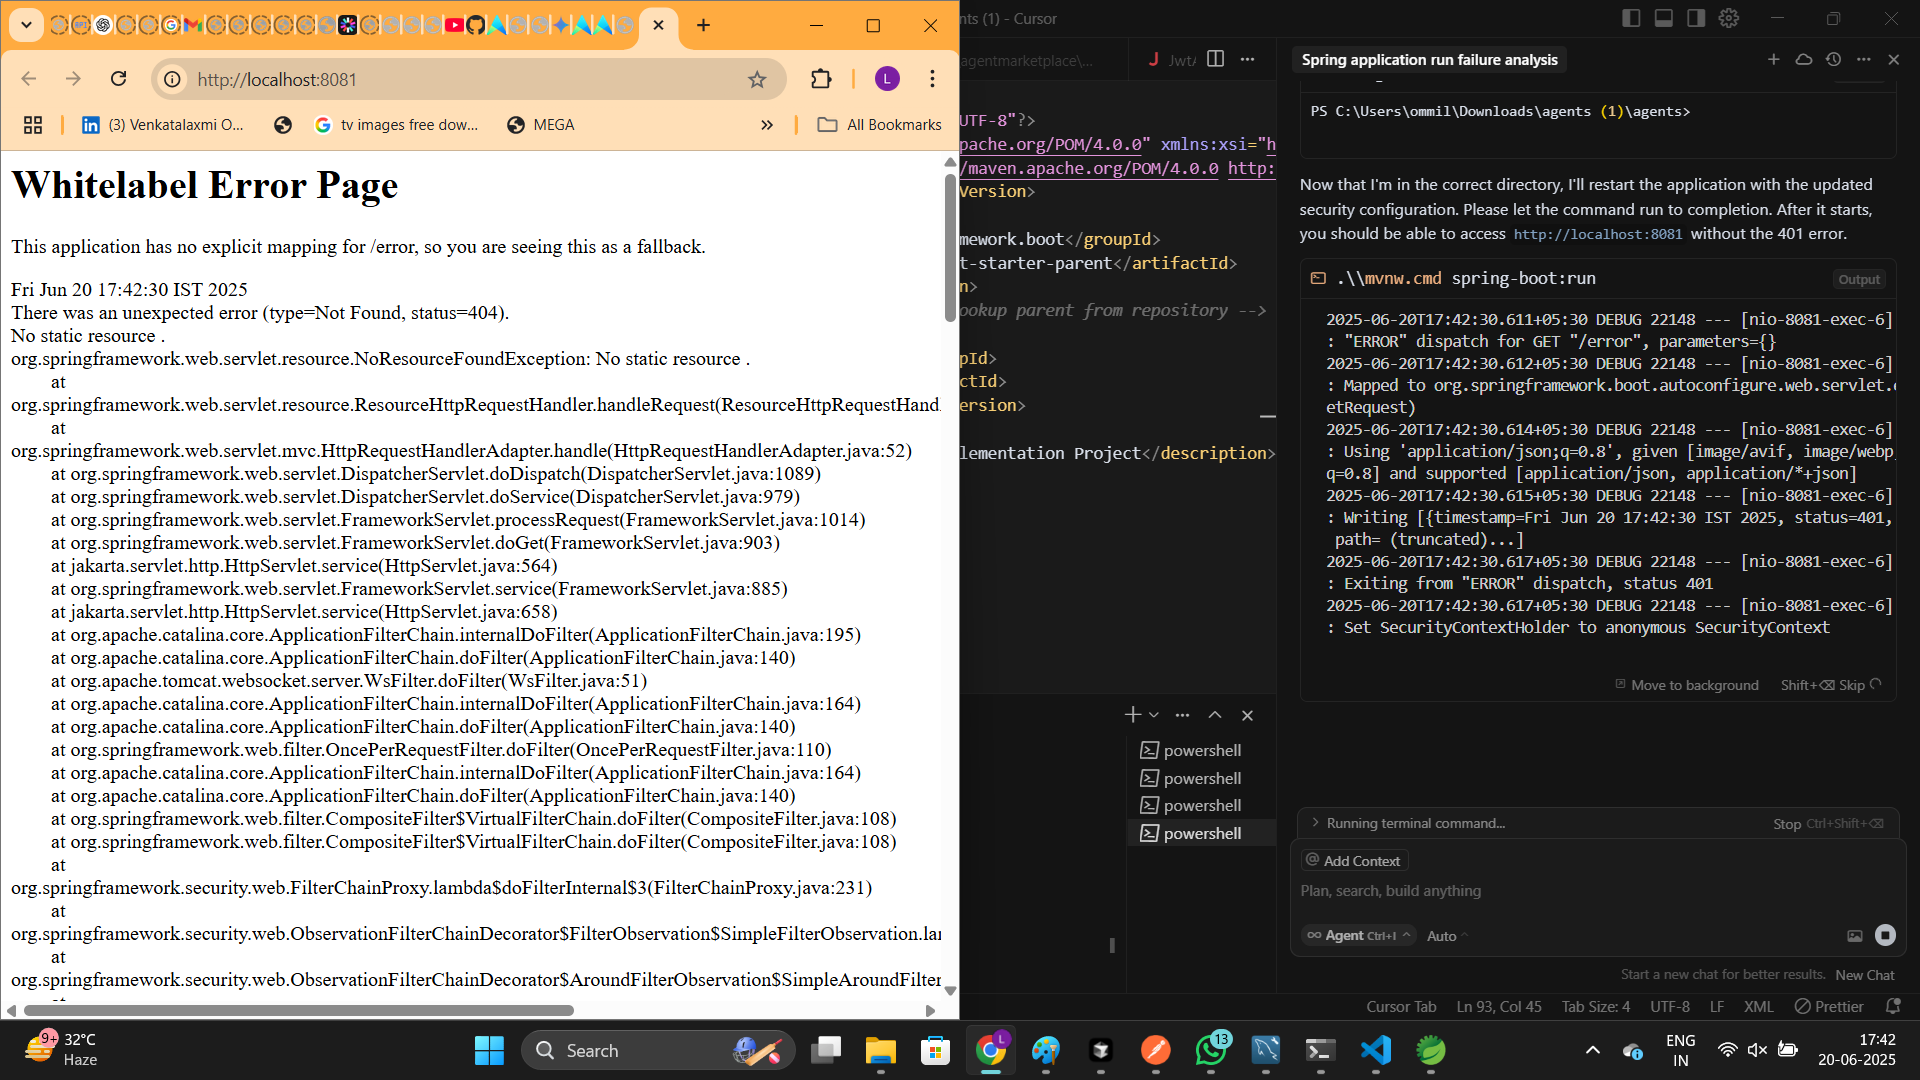 http://localhost:8081
(3) Venkatalaxmi O...
tv images free dow...
MEGA
All Bookmarks
Whitelabel Error Page
This application has no explicit mapping for /error, so you are seeing this as a fallback.
Fri Jun 20 17:42:30 IST 2025
There was an unexpected error (type=Not Found, status=404).
No static resource .
org.springframework.web.servlet.resource.NoResourceFoundException: No static resource .
at
org.springframework.web.servlet.resource.ResourceHttpRequestHandler.handleRequest(ResourceHttpRequestHandl
at
org.springframework.web.servlet.mvc.HttpRequestHandlerAdapter.handle(HttpRequestHandlerAdapter.java:52)
at org.springframework.web.servlet.DispatcherServlet.doDispatch(DispatcherServlet.java:1089)
at org.springframework.web.servlet.DispatcherServlet.doService(DispatcherServlet.java:979)
at org.springframework.web.servlet.FrameworkServlet.processRequest(FrameworkServlet.java:1014)
at org.springframework.web.servlet.FrameworkServlet.doGet(FrameworkServlet.java:903)
at jakarta.servlet.http.HttpServlet.service(HttpServlet.java:564)
at org.springframework.web.servlet.FrameworkServlet.service(FrameworkServlet.java:885)
at jakarta.servlet.http.HttpServlet.service(HttpServlet.java:658)
at org.apache.catalina.core.ApplicationFilterChain.internalDoFilter(ApplicationFilterChain.java:195)
at org.apache.catalina.core.ApplicationFilterChain.doFilter(ApplicationFilterChain.java:140)
at org.apache.tomcat.websocket.server.WsFilter.doFilter(WsFilter.java:51)
at org.apache.catalina.core.ApplicationFilterChain.internalDoFilter(ApplicationFilterChain.java:164)
at org.apache.catalina.core.ApplicationFilterChain.doFilter(ApplicationFilterChain.java:140)
at org.springframework.web.filter.OncePerRequestFilter.doFilter(OncePerRequestFilter.java:110)
at org.apache.catalina.core.ApplicationFilterChain.internalDoFilter(ApplicationFilterChain.java:164)
at org.apache.catalina.core.ApplicationFilterChain.doFilter(ApplicationFilterChain.java:140)
at org.springframework.web.filter.CompositeFilter$VirtualFilterChain.doFilter(CompositeFilter.java:108)
at org.springframework.web.filter.CompositeFilter$VirtualFilterChain.doFilter(CompositeFilter.java:108)
at
org.springframework.security.web.FilterChainProxy.lambda$doFilterInternal$3(FilterChainProxy.java:231)
at
org.springframework.security.web.ObservationFilterChainDecorator$FilterObservation$SimpleFilterObservation.lan
at
org.springframework.security.web.ObservationFilterChainDecorator$AroundFilterObservation$SimpleAroundFilter
nts (1) - Cursor
agentmarketplace\...
J JwtA
UTF-8"?>
pache.org/POM/4.0.0" xmlns:xsi="h
/maven.apache.org/POM/4.0.0 http:
Version>
mework.boot</groupId>
t-starter-parent</artifactId>
n>
ookup parent from repository -->
pId>
ctId>
ersion>
lementation Project</description>
powershell
powershell
powershell
powershell
Spring application run failure analysis
PS C:\Users\ommil\Downloads\agents (1)\agents>
Now that I'm in the correct directory, I'll restart the application with the updated
security configuration. Please let the command run to completion. After it starts,
you should be able to access http://localhost:8081 without the 401 error.
.\\mvnw.cmd spring-boot:run
Output
2025-06-20T17:42:30.611+05:30 DEBUG 22148 --- [nio-8081-exec-6]
: "ERROR" dispatch for GET "/error", parameters={}
2025-06-20T17:42:30.612+05:30 DEBUG 22148 --- [nio-8081-exec-6]
: Mapped to org.springframework.boot.autoconfigure.web.servlet.e
etRequest)
2025-06-20T17:42:30.614+05:30 DEBUG 22148 --- [nio-8081-exec-6]
: Using 'application/json;q=0.8', given [image/avif, image/webp,
q=0.8] and supported [application/json, application/*+json]
2025-06-20T17:42:30.615+05:30 DEBUG 22148 --- [nio-8081-exec-6]
: Writing [{timestamp=Fri Jun 20 17:42:30 IST 2025, status=401,
path= (truncated)...]
2025-06-20T17:42:30.617+05:30 DEBUG 22148 --- [nio-8081-exec-6]
: Exiting from "ERROR" dispatch, status 401
2025-06-20T17:42:30.617+05:30 DEBUG 22148 --- [nio-8081-exec-6]
: Set SecurityContextHolder to anonymous SecurityContext
Move to background Shift+⌫ Skip
Running terminal command... Stop Ctrl+Shift+⌫
@ Add Context
Plan, search, build anything
∞ Agent Ctrl+I Auto
Start a new chat for better results. New Chat
Cursor Tab Ln 93, Col 45 Tab Size: 4 UTF-8 LF XML Prettier
9+ 32°C
Haze
Search
L
13
ENG
IN
17:42
20-06-2025